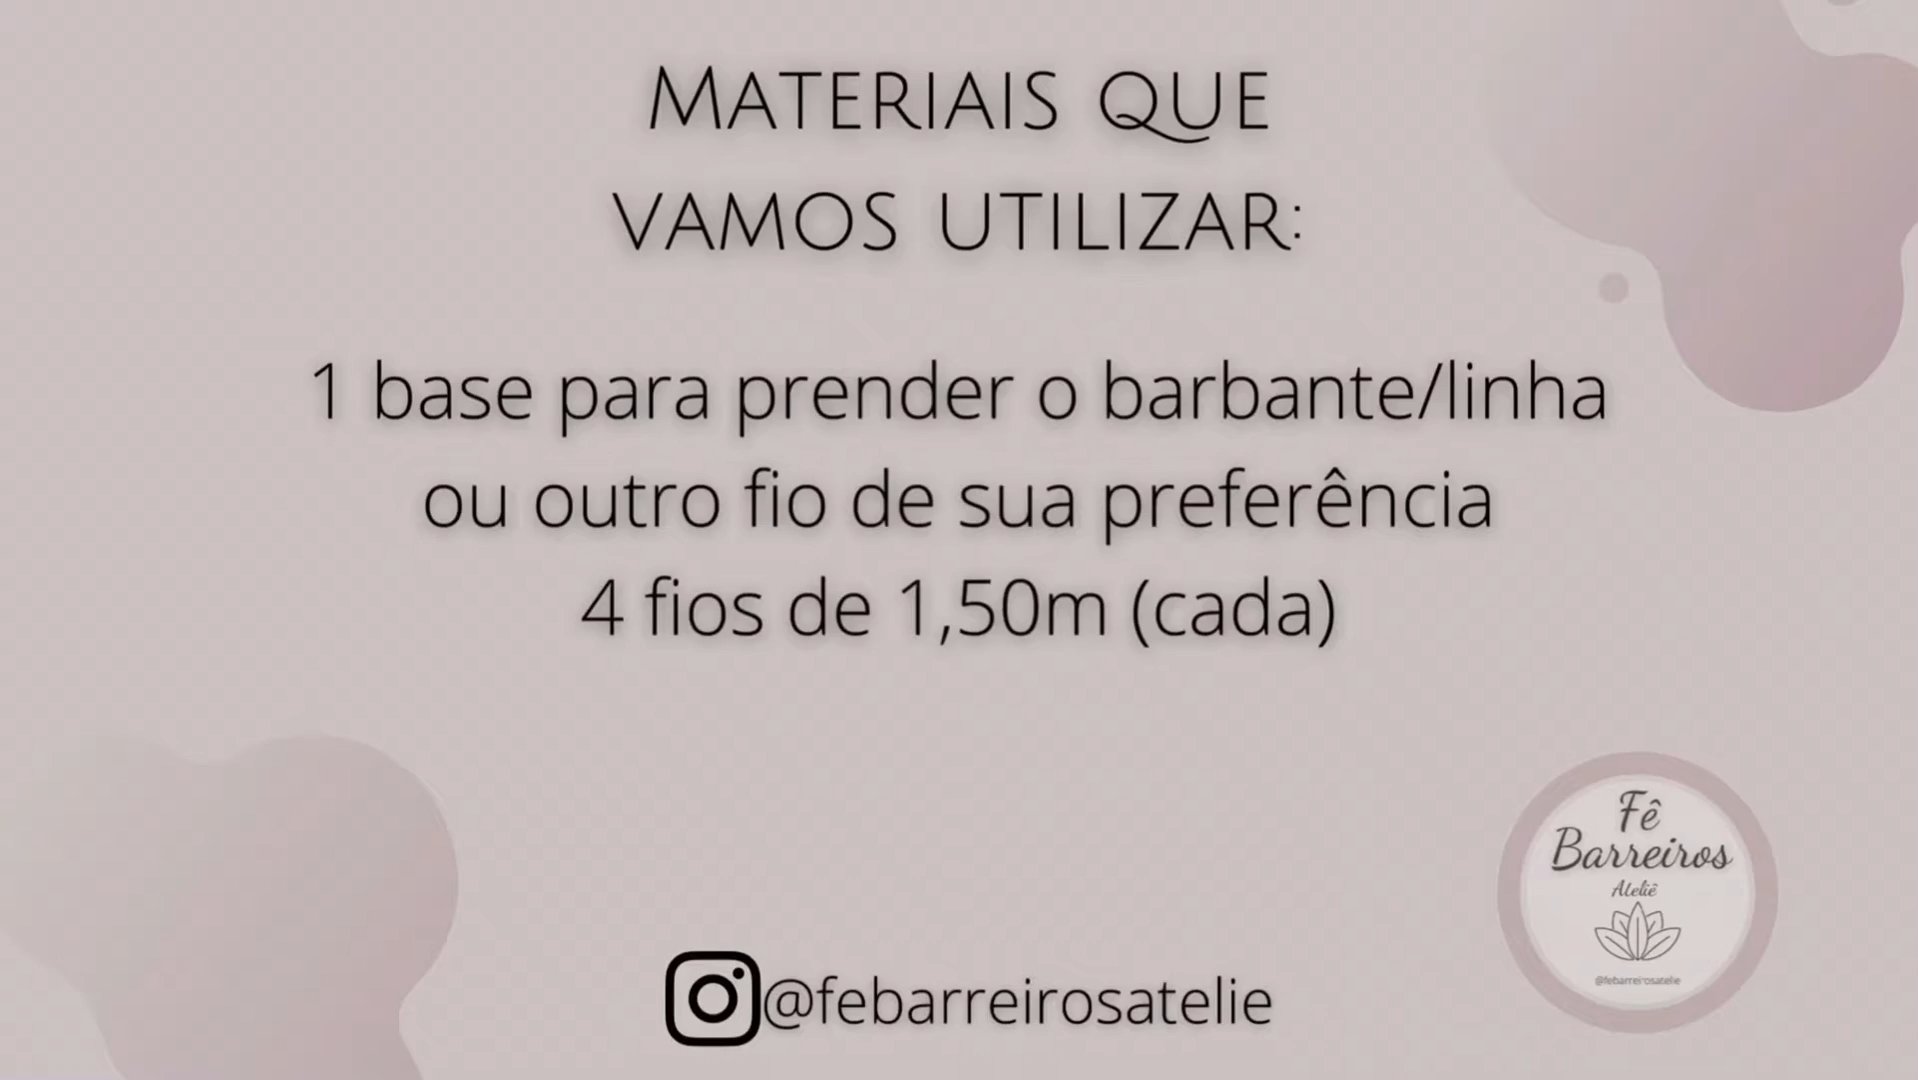 MATERIAIS QUE
VAMOS UTILIZAR:
1 base para prender o barbante/linha
ou outro fio de sua preferência
4 fios de 1,50m (cada)
Fê
Barreiros
Ateliê
@febarreirosatelie
@febarreirosatelie